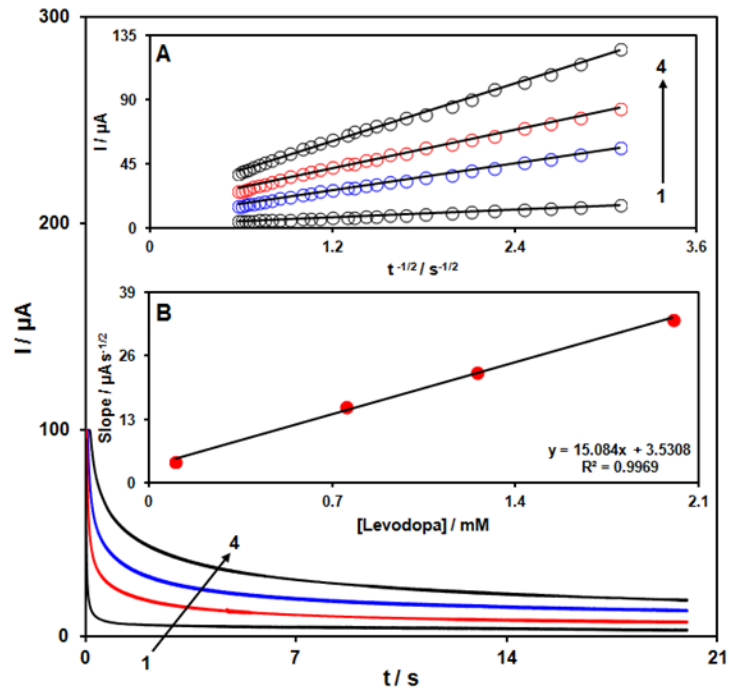 300
200
100
0
I / µA
0
7
14
21
t / s
1
4
A
135
90
45
0
I / µA
0
1.2
2.4
3.6
t -1/2 / s-1/2
4
1
B
39
26
13
0
Slope / µA s-1/2
0
0.7
1.4
2.1
[Levodopa] / mM
y = 15.084x + 3.5308
R² = 0.9969